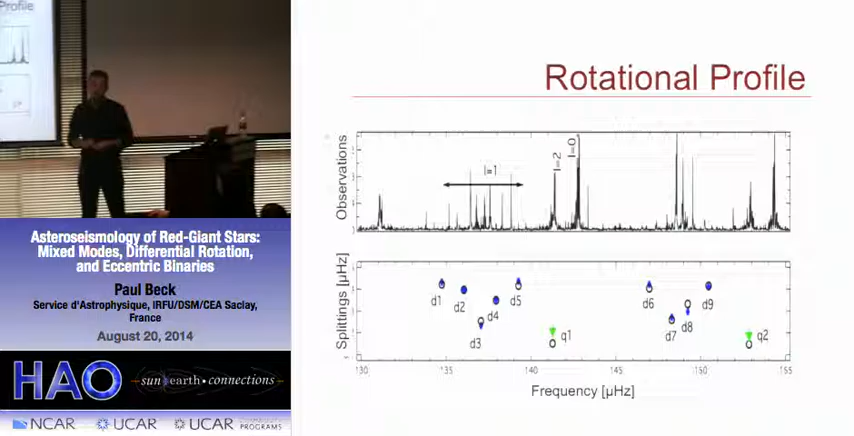 Profile
Asteroseismology of Red-Giant Stars:
Mixed Modes, Differential Rotation,
and Eccentric Binaries
Paul Beck
Service d'Astrophysique, IRFU/DSM/CEA Saclay,
France
August 20, 2014
HAO sun earth • connections
NCAR UCAR UCAR COMMUNITY PROGRAMS
Rotational Profile
Observations
l=1
l=2
l=0
Splittings [µHz]
d1
d2
d3
d4
d5
q1
d6
d7
d8
d9
q2
130 135 140 145 150 155
Frequency [µHz]